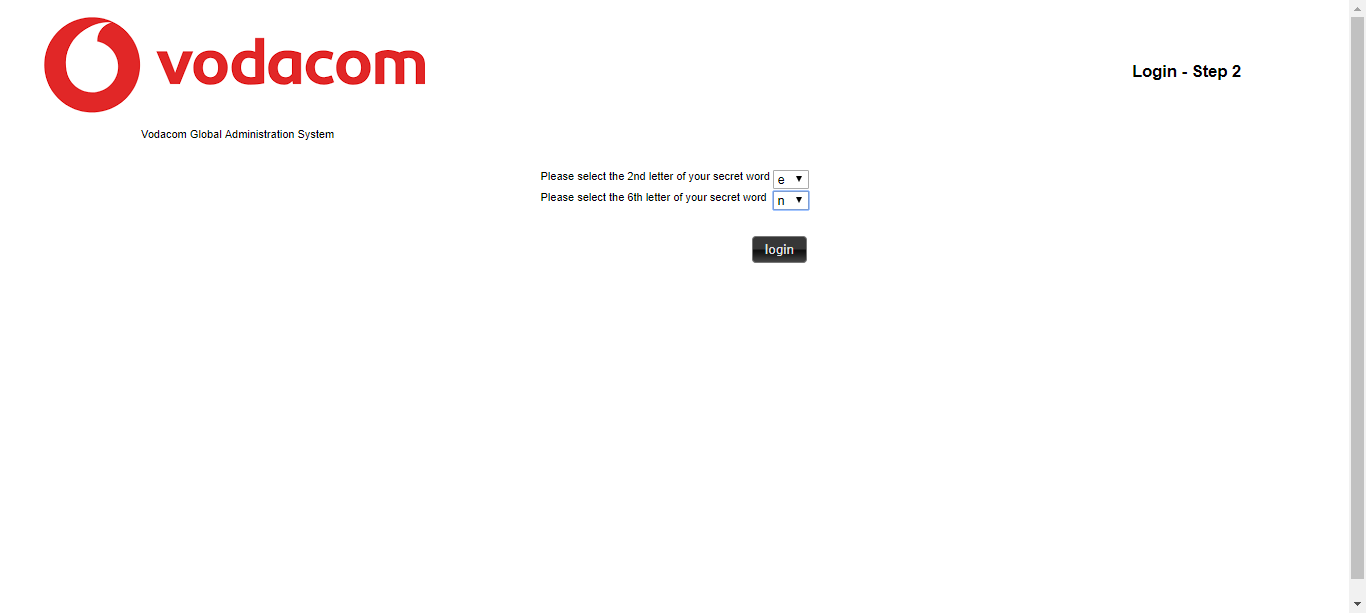 vodacom
Login - Step 2
Vodacom Global Administration System
Please select the 2nd letter of your secret word e
Please select the 6th letter of your secret word n
login